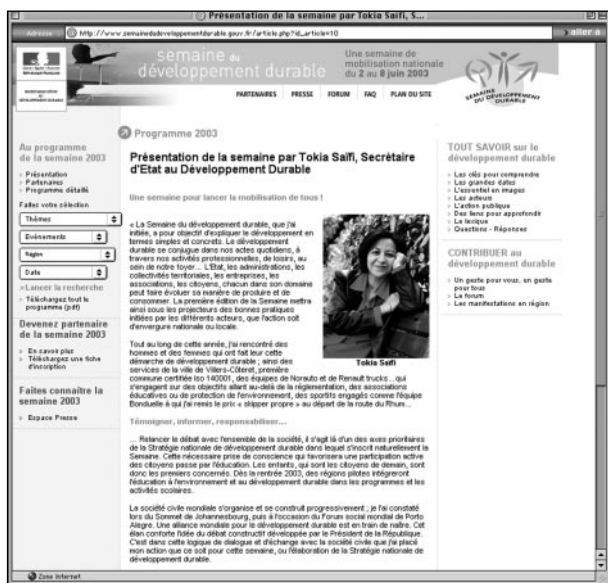 Présentation de la semaine par Tokia Saifi, S...
Adresse http://www.semainedudeveloppementdurable.gouv.fr/article.php?id_article=10 aller à
semaine du
développement durable
Une semaine de
mobilisation nationale
du 2 au 8 juin 2003
SEMAINE
DU DÉVELOPPEMENT
DURABLE
PARTENAIRES PRESSE FORUM FAQ PLAN DU SITE
Au programme
de la semaine 2003
> Présentation
> Partenaires
> Programme détaillé
Faites votre sélection
Thèmes
Evénements
Région
Date
>Lancer la recherche
> Téléchargez tout le
programme (pdf)
Devenez partenaire
de la semaine 2003
> En savoir plus
> Téléchargez une fiche
d'inscription
Faites connaître la
semaine 2003
> Espace Presse
Programme 2003
Présentation de la semaine par Tokia Saïfi, Secrétaire
d'Etat au Développement Durable
Une semaine pour lancer la mobilisation de tous !
« La Semaine du développement durable, que j'ai
initiée, a pour objectif d'expliquer le développement en
termes simples et concrets. Le développement
durable se conjugue dans nos actes quotidiens, à
travers nos activités professionnelles, de loisirs, au
sein de notre foyer... L'Etat, les administrations, les
collectivités territoriales, les entreprises, les
associations, les citoyens, chacun dans son domaine
peut faire évoluer sa manière de produire et de
consommer. La première édition de la Semaine mettra
ainsi sous les projecteurs des bonnes pratiques
initiées par les différents acteurs, que l'action soit
d'envergure nationale ou locale.
Tokia Saïfi
Tout au long de cette année, j'ai rencontré des
hommes et des femmes qui ont fait leur cette
démarche de développement durable ; ainsi des
services de la ville de Villers-Côteret, première
commune certifiée Iso 140001, des équipes de Norauto et de Renault trucks... qui
s'engagent sur des objectifs allant au-delà de la réglementation, des associations
éducatives ou de protection de l'environnement, des sportifs engagés comme l'équipe
Bonduelle à qui j'ai remis le prix « skipper propre » au départ de la route du Rhum...
Témoigner, informer, responsabiliser...
... Relancer le débat avec l'ensemble de la société, il s'agit là d'un des axes prioritaires
de la Stratégie nationale de développement durable dans lequel s'inscrit naturellement la
Semaine. Cette nécessaire prise de conscience qui favorisera une participation active
des citoyens passe par l'éducation. Les enfants, qui sont les citoyens de demain, sont
donc les premiers concernés. Dès la rentrée 2003, des régions pilotes intégreront
l'éducation à l'environnement et au développement durable dans les programmes et les
activités scolaires.
La société civile mondiale s'organise et se construit progressivement ; je l'ai constaté
lors du Sommet de Johannesbourg, puis à l'occasion du Forum social mondial de Porto
Alegre. Une alliance mondiale pour le développement durable est en train de naître. Cet
élan conforte l'idée du débat constructif développée par le Président de la République.
C'est dans cette logique de dialogue et d'échange avec la société civile que j'ai placé
mon action que ce soit pour cette semaine, ou l'élaboration de la Stratégie nationale de
développement durable.
TOUT SAVOIR sur le
développement durable
> Les clés pour comprendre
> Les grandes dates
> L'essentiel en images
> Les acteurs
> L'action publique
> Des liens pour approfondir
> Le lexique
> Questions - Réponses
CONTRIBUER au
développement durable
> Un geste pour vous, un geste
pour tous
> Le forum
> Les manifestations en région
Zone Internet